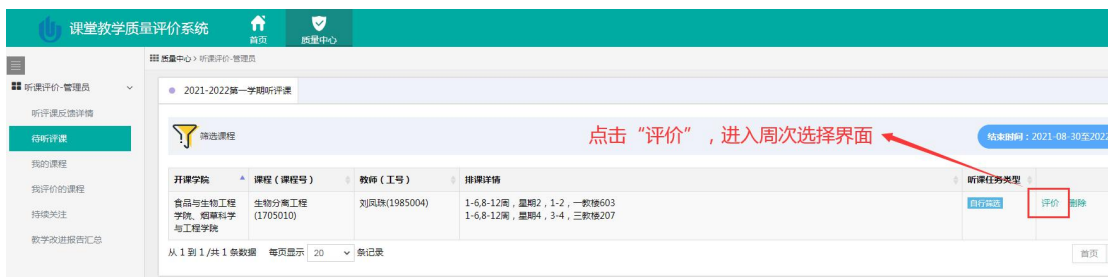 课堂教学质量评价系统
首页
质量中心
质量中心 > 听课评价-管理员
听课评价-管理员
2021-2022第一学期听评课
听评课反馈详情
待听评课
筛选课程
点击“评价”，进入周次选择界面
结束时间：2021-08-30至2022
我的课程
我评价的课程
持续关注
教学改进报告汇总
开课学院 课程（课程号） 教师（工号） 排课详情 听课任务类型
食品与生物工程 生物分离工程 刘凤珠(1985004) 1-6,8-12周，星期2，1-2，一教楼603 自行筛选 评价 删除
学院、烟草科学 (1705010) 1-6,8-12周，星期4，3-4，三教楼207
与工程学院
从 1 到 1 /共 1 条数据 每页显示 20 条记录 首页